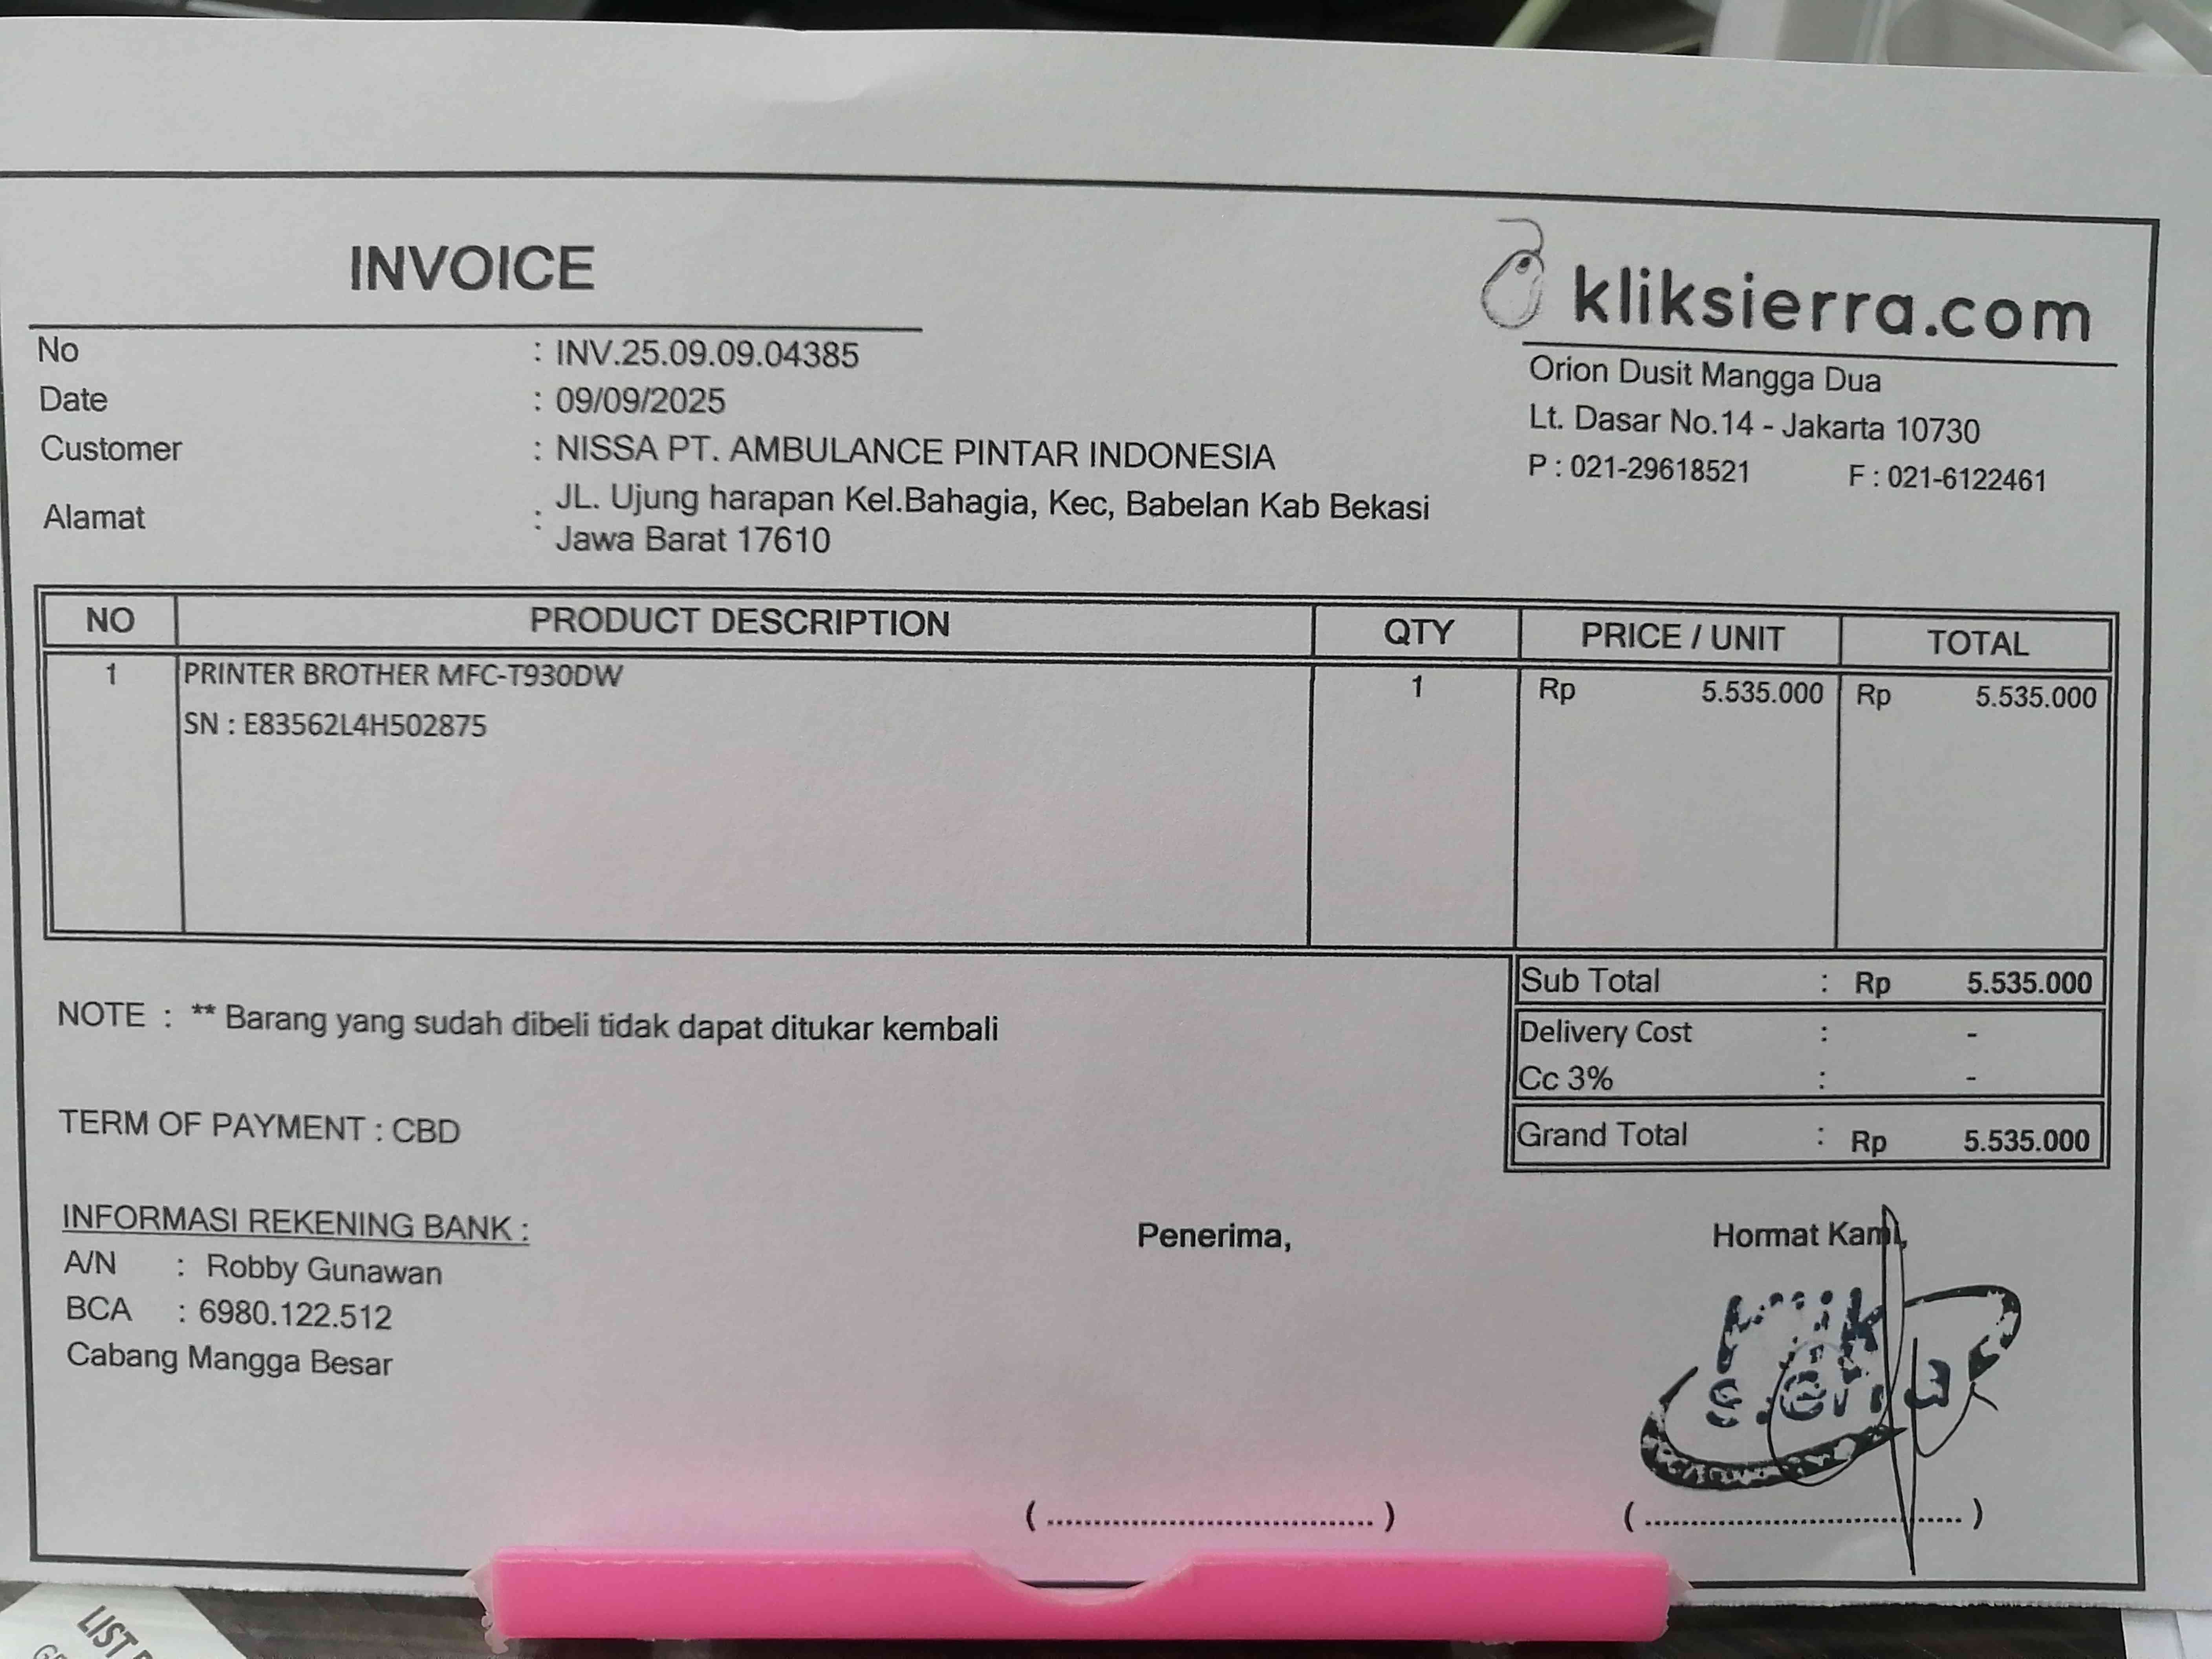 INVOICE
kliksierra.com
Orion Dusit Mangga Dua
Lt. Dasar No.14 - Jakarta 10730
P : 021-29618521 F : 021-6122461
No : INV.25.09.09.04385
Date : 09/09/2025
Customer : NISSA PT. AMBULANCE PINTAR INDONESIA
Alamat : JL. Ujung harapan Kel.Bahagia, Kec, Babelan Kab Bekasi
Jawa Barat 17610
NO PRODUCT DESCRIPTION QTY PRICE / UNIT TOTAL
1 PRINTER BROTHER MFC-T930DW 1 Rp 5.535.000 Rp 5.535.000
SN : E83562L4H502875
Sub Total : Rp 5.535.000
NOTE : ** Barang yang sudah dibeli tidak dapat ditukar kembali
Delivery Cost : -
Cc 3% : -
TERM OF PAYMENT : CBD
Grand Total : Rp 5.535.000
INFORMASI REKENING BANK :
A/N : Robby Gunawan
BCA : 6980.122.512
Cabang Mangga Besar
Penerima,
Hormat Kami,
( .................................... )
( .................................... )
LIST